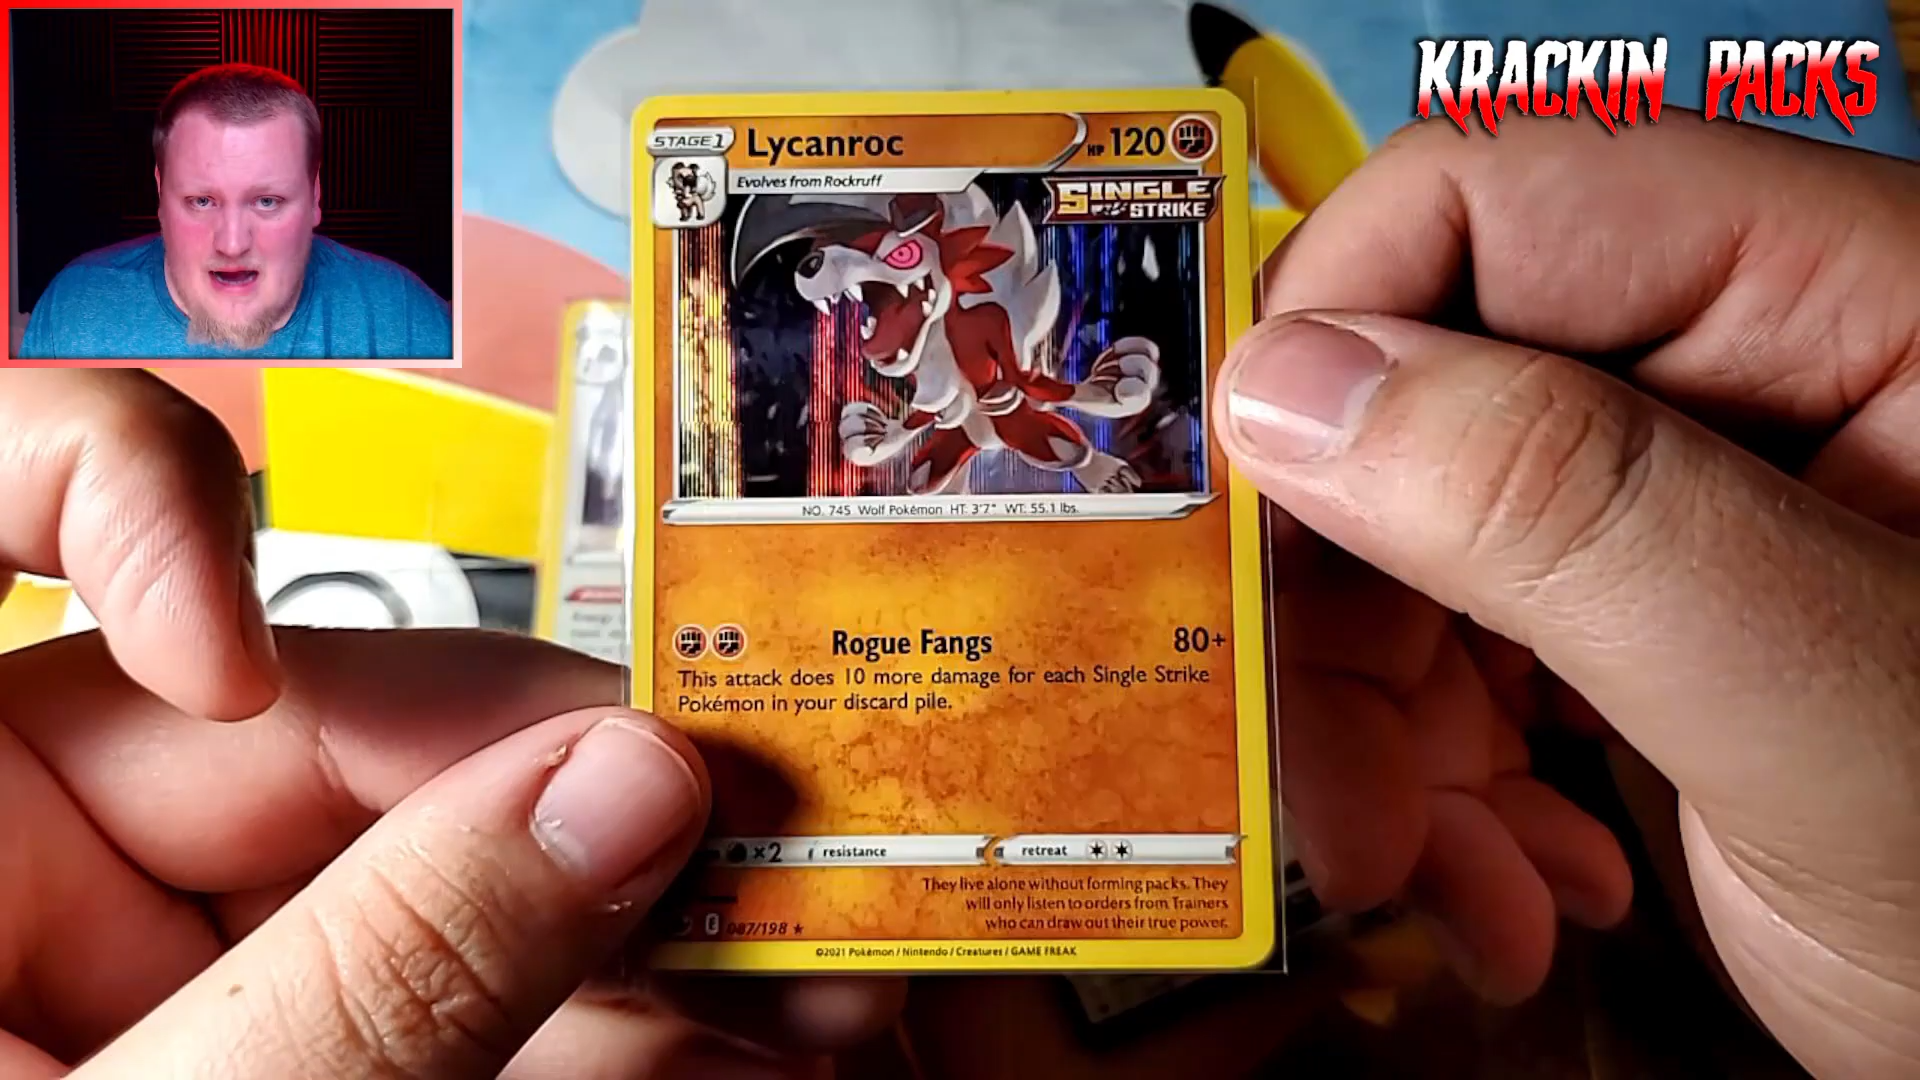 KRACKIN PACKS
STAGE 1
Lycanroc
HP 120
Evolves from Rockruff
SINGLE
STRIKE
NO. 745 Wolf Pokémon HT: 3'7" WT: 55.1 lbs.
Rogue Fangs 80+
This attack does 10 more damage for each Single Strike
Pokémon in your discard pile.
×2 resistance retreat
They live alone without forming packs. They
will only listen to orders from Trainers
who can draw out their true power.
087/198
©2021 Pokémon / Nintendo / Creatures / GAME FREAK